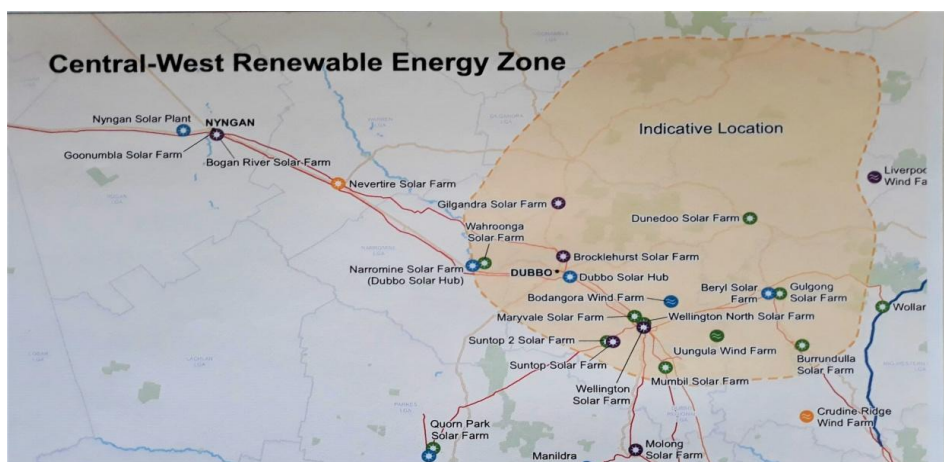 Central-West Renewable Energy Zone
Indicative Location
Nyngan Solar Plant
NYNGAN
Goonumbla Solar Farm
Bogan River Solar Farm
Nevertire Solar Farm
Liverpoo
Wind Fa
Gilgandra Solar Farm
Dunedoo Solar Farm
Wahroonga
Solar Farm
Brocklehurst Solar Farm
Narromine Solar Farm
(Dubbo Solar Hub)
DUBBO
Dubbo Solar Hub
Bodangora Wind Farm
Beryl Solar
Farm
Gulgong
Solar Farm
Wollar
Maryvale Solar Farm
Wellington North Solar Farm
Suntop 2 Solar Farm
Uungula Wind Farm
Suntop Solar Farm
Burrundulla
Solar Farm
Mumbil Solar Farm
Wellington
Solar Farm
Crudine Ridge
Wind Farm
Quorn Park
Solar Farm
Manildra
Molong
Solar Farm